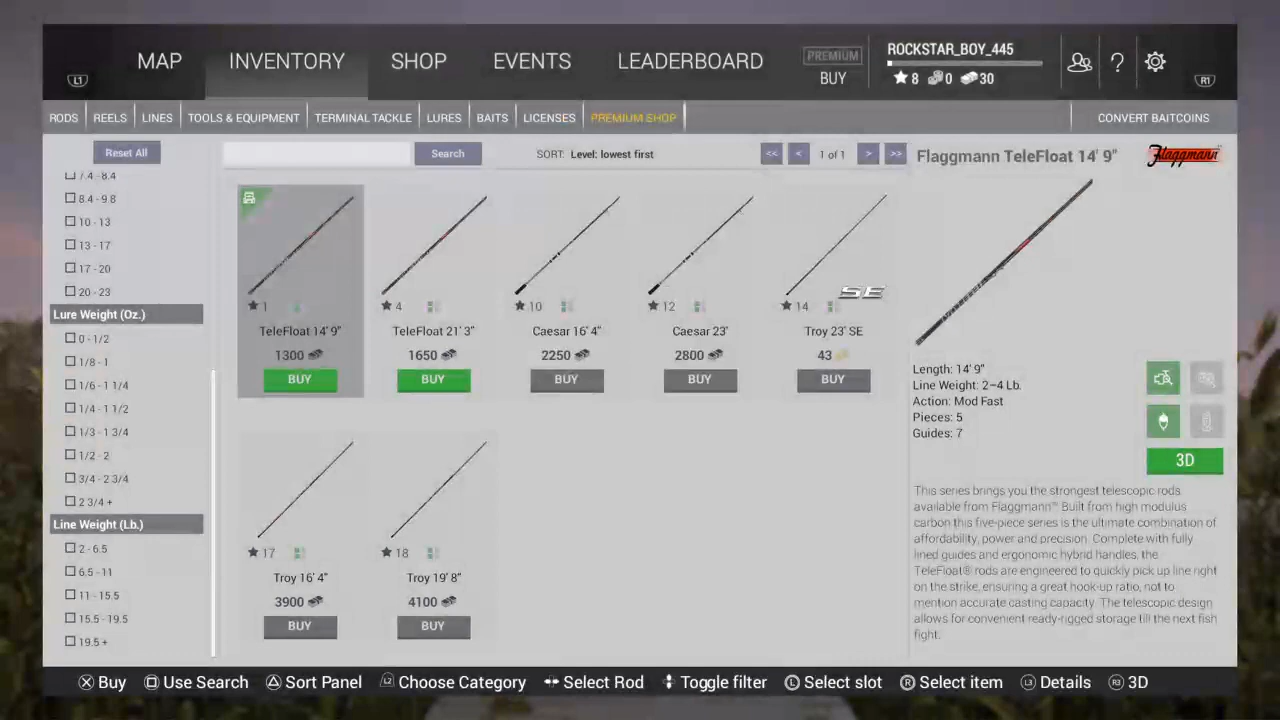 MAP
INVENTORY
SHOP
EVENTS
LEADERBOARD
PREMIUM
BUY
ROCKSTAR_BOY_445
8 0 30
?
L1
R1
RODS
REELS
LINES
TOOLS & EQUIPMENT
TERMINAL TACKLE
LURES
BAITS
LICENSES
PREMIUM SHOP
CONVERT BAITCOINS
Reset All
Search
SORT: Level: lowest first
<< < 1 of 1 > >>
Flaggmann TeleFloat 14' 9"
Flaggmann
7.4 - 8.4
8.4 - 9.8
10 - 13
13 - 17
17 - 20
20 - 23
Lure Weight (Oz.)
0 - 1/2
1/8 - 1
1/6 - 1 1/4
1/4 - 1 1/2
1/3 - 1 3/4
1/2 - 2
3/4 - 2 3/4
2 3/4 +
Line Weight (Lb.)
2 - 6.5
6.5 - 11
11 - 15.5
15.5 - 19.5
19.5 +
1
TeleFloat 14' 9"
1300
BUY
4
TeleFloat 21' 3"
1650
BUY
10
Caesar 16' 4"
2250
BUY
12
Caesar 23'
2800
BUY
14
SE
Troy 23' SE
43
BUY
17
Troy 16' 4"
3900
BUY
18
Troy 19' 8"
4100
BUY
Length: 14' 9"
Line Weight: 2–4 Lb.
Action: Mod Fast
Pieces: 5
Guides: 7
3D
This series brings you the strongest telescopic rods
available from Flaggmann™ Built from high modulus
carbon this five-piece series is the ultimate combination of
affordability, power and precision. Complete with fully
lined guides and ergonomic hybrid handles, the
TeleFloat® rods are engineered to quickly pick up line right
on the strike, ensuring a great hook-up ratio, not to
mention accurate casting capacity. The telescopic design
allows for convenient ready-rigged storage till the next fish
fight.
Buy
Use Search
Sort Panel
L2 Choose Category
Select Rod
Toggle filter
L Select slot
R Select item
L3 Details
R3 3D